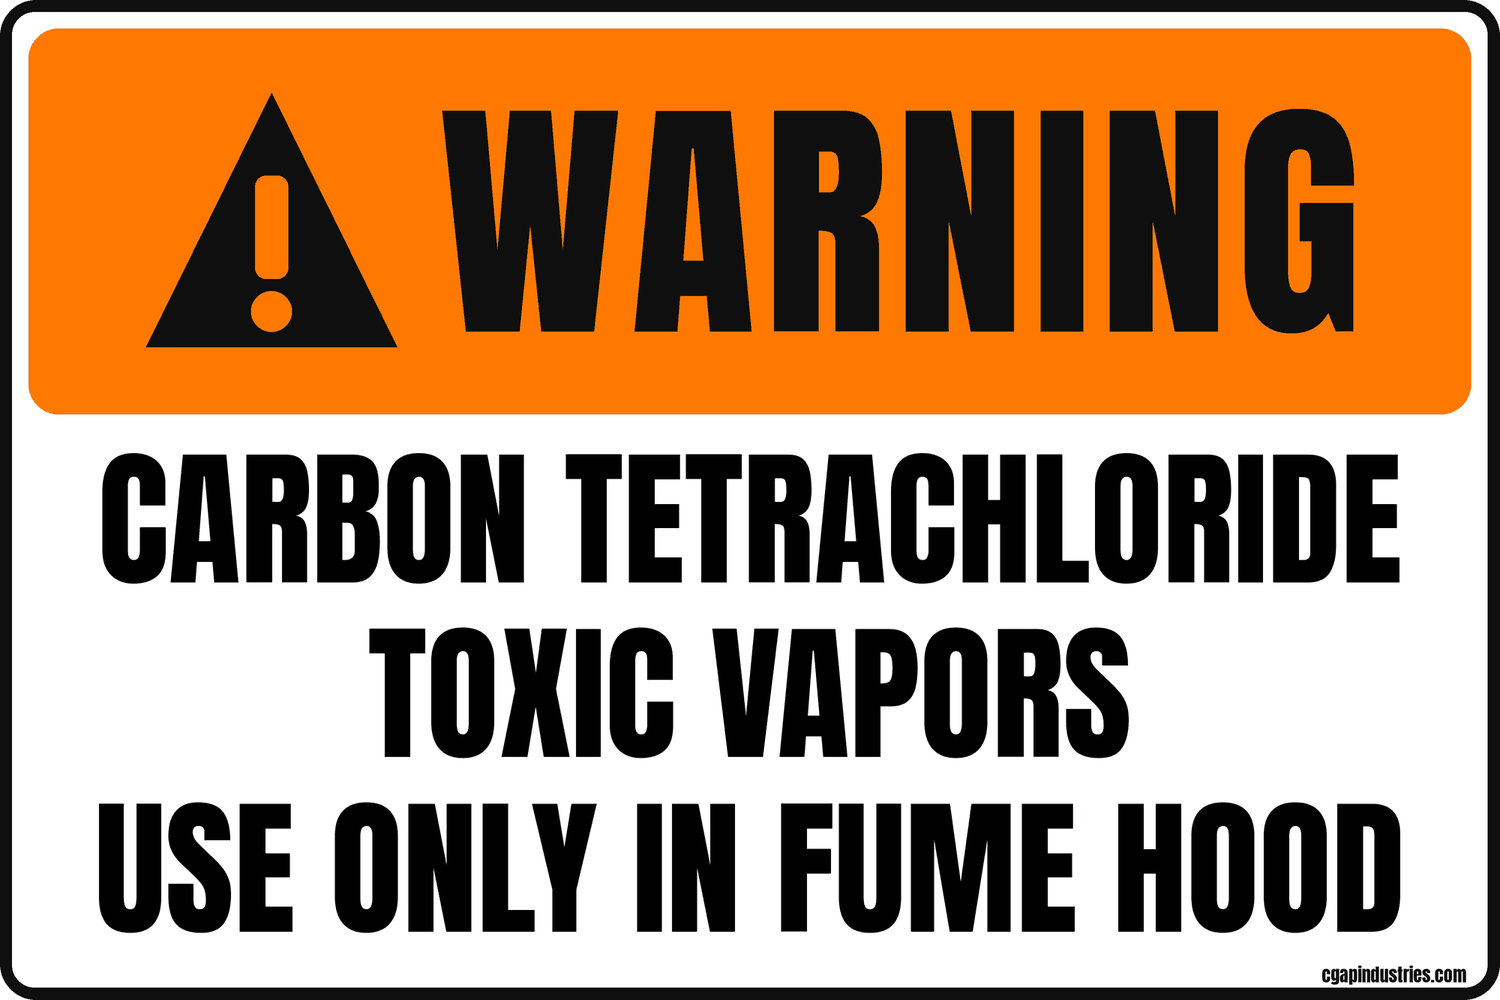 WARNING
CARBON TETRACHLORIDE
TOXIC VAPORS
USE ONLY IN FUME HOOD
cgapindustries.com